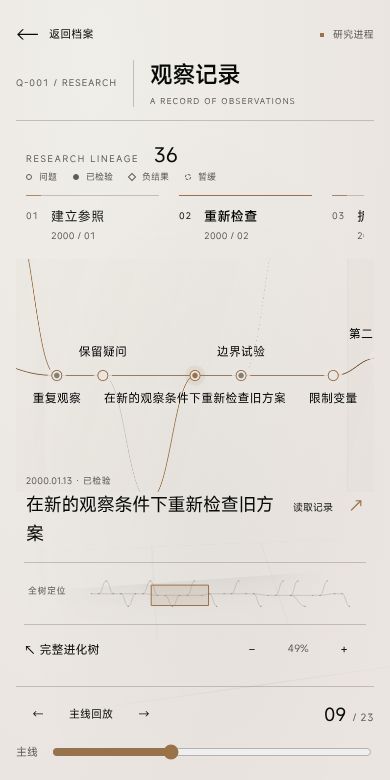 返回档案
研究进程
Q-001 / RESEARCH
观察记录
A RECORD OF OBSERVATIONS
RESEARCH LINEAGE 36
问题 已检验 负结果 暂缓
01 建立参照
2000 / 01
02 重新检查
2000 / 02
03
第二
保留疑问 边界试验
重复观察 在新的观察条件下重新检查旧方案 限制变量
2000.01.13 · 已检验
在新的观察条件下重新检查旧方
案
读取记录 ↗
全树定位
↖ 完整进化树
− 49% +
← 主线回放 →
09 / 23
主线